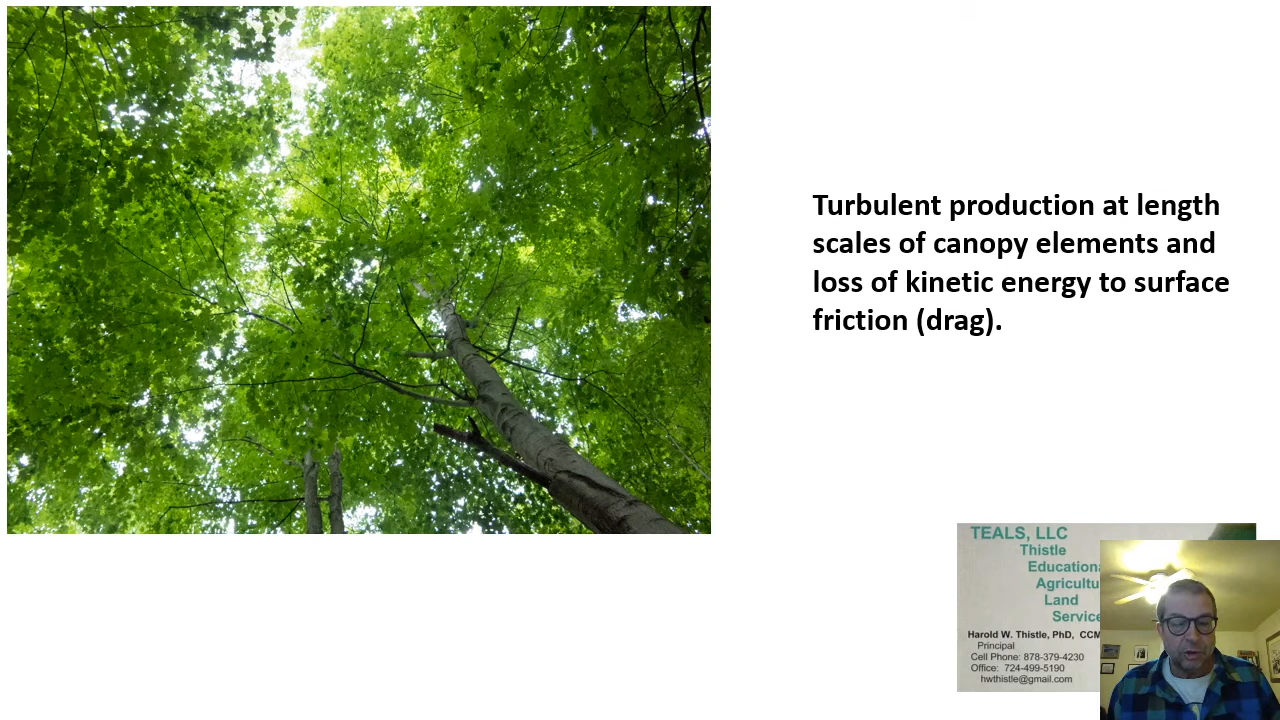 Turbulent production at length
scales of canopy elements and
loss of kinetic energy to surface
friction (drag).
TEALS, LLC
Thistle
Educationa
Agricultu
Land
Service
Harold W. Thistle, PhD, CCM
Principal
Cell Phone: 878-379-4230
Office: 724-499-5190
hwthistle@gmail.com